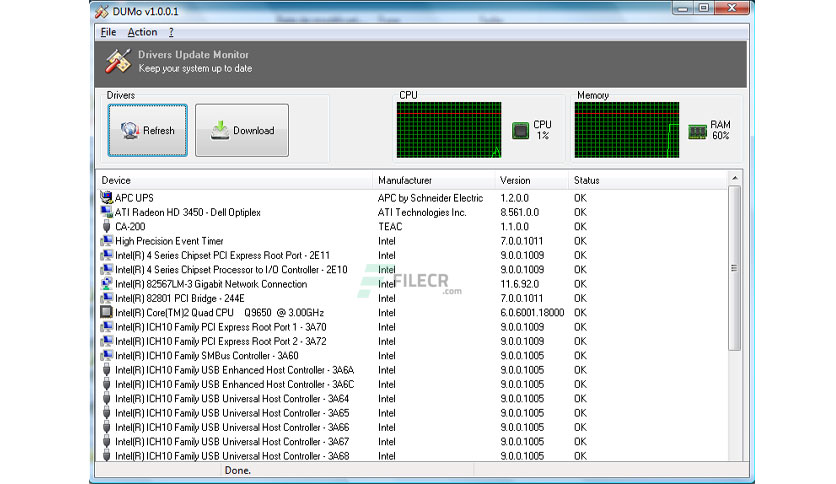 DUMo v1.0.0.1
File Action ?
Drivers Update Monitor
Keep your system up to date
Drivers
CPU
Memory
Refresh
Download
CPU
1%
RAM
60%
Device Manufacturer Version Status
APC UPS APC by Schneider Electric 1.2.0.0 OK
ATI Radeon HD 3450 - Dell Optiplex ATI Technologies Inc. 8.561.0.0 OK
CA-200 TEAC 1.1.0.0 OK
High Precision Event Timer Intel 7.0.0.1011 OK
Intel(R) 4 Series Chipset PCI Express Root Port - 2E11 Intel 9.0.0.1009 OK
Intel(R) 4 Series Chipset Processor to I/O Controller - 2E10 Intel 9.0.0.1009 OK
Intel(R) 82567LM-3 Gigabit Network Connection Intel 11.6.92.0 OK
FILECR
.com
Intel(R) 82801 PCI Bridge - 244E Intel 7.0.0.1011 OK
Intel(R) Core(TM)2 Quad CPU Q9650 @ 3.00GHz Intel 6.0.6001.18000 OK
Intel(R) ICH10 Family PCI Express Root Port 1 - 3A70 Intel 9.0.0.1009 OK
Intel(R) ICH10 Family PCI Express Root Port 2 - 3A72 Intel 9.0.0.1009 OK
Intel(R) ICH10 Family SMBus Controller - 3A60 Intel 9.0.0.1005 OK
Intel(R) ICH10 Family USB Enhanced Host Controller - 3A6A Intel 9.0.0.1005 OK
Intel(R) ICH10 Family USB Enhanced Host Controller - 3A6C Intel 9.0.0.1005 OK
Intel(R) ICH10 Family USB Universal Host Controller - 3A64 Intel 9.0.0.1005 OK
Intel(R) ICH10 Family USB Universal Host Controller - 3A65 Intel 9.0.0.1005 OK
Intel(R) ICH10 Family USB Universal Host Controller - 3A66 Intel 9.0.0.1005 OK
Intel(R) ICH10 Family USB Universal Host Controller - 3A67 Intel 9.0.0.1005 OK
Intel(R) ICH10 Family USB Universal Host Controller - 3A68 Intel 9.0.0.1005 OK
Done.